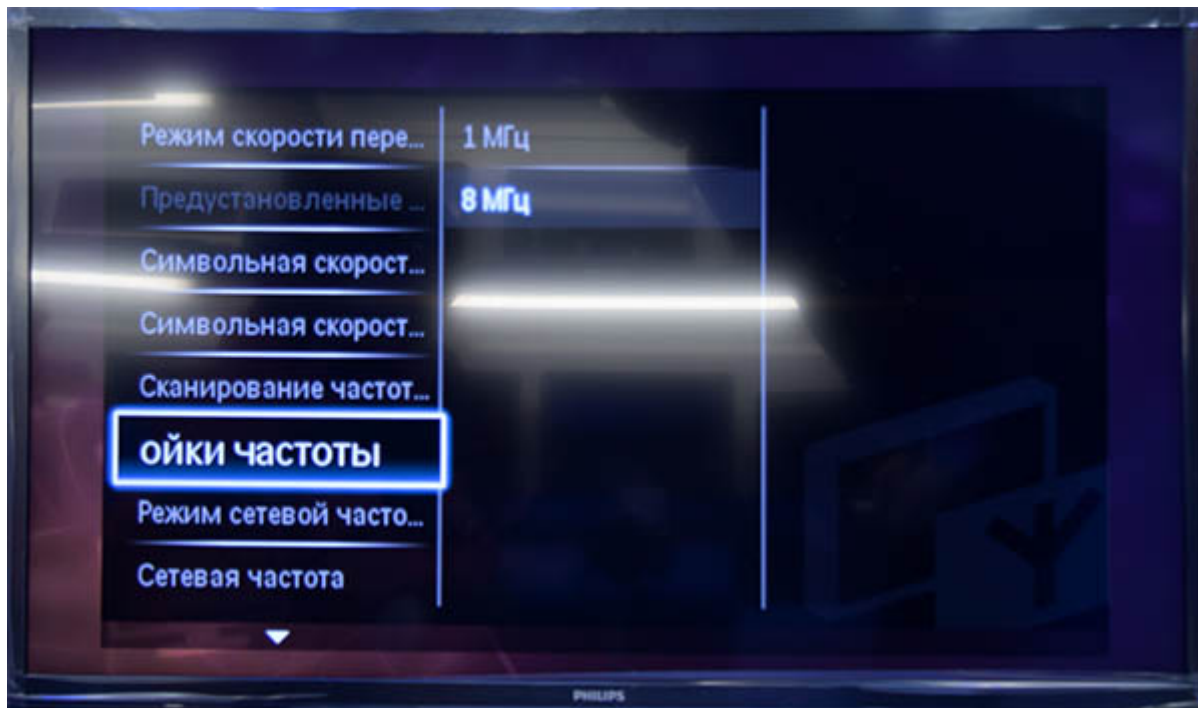 Режим скорости пере...
Предустановленные ...
Символьная скорост...
Символьная скорост...
Сканирование частот...
ойки частоты
Режим сетевой часто...
Сетевая частота
1 МГц
8 МГц
PHILIPS